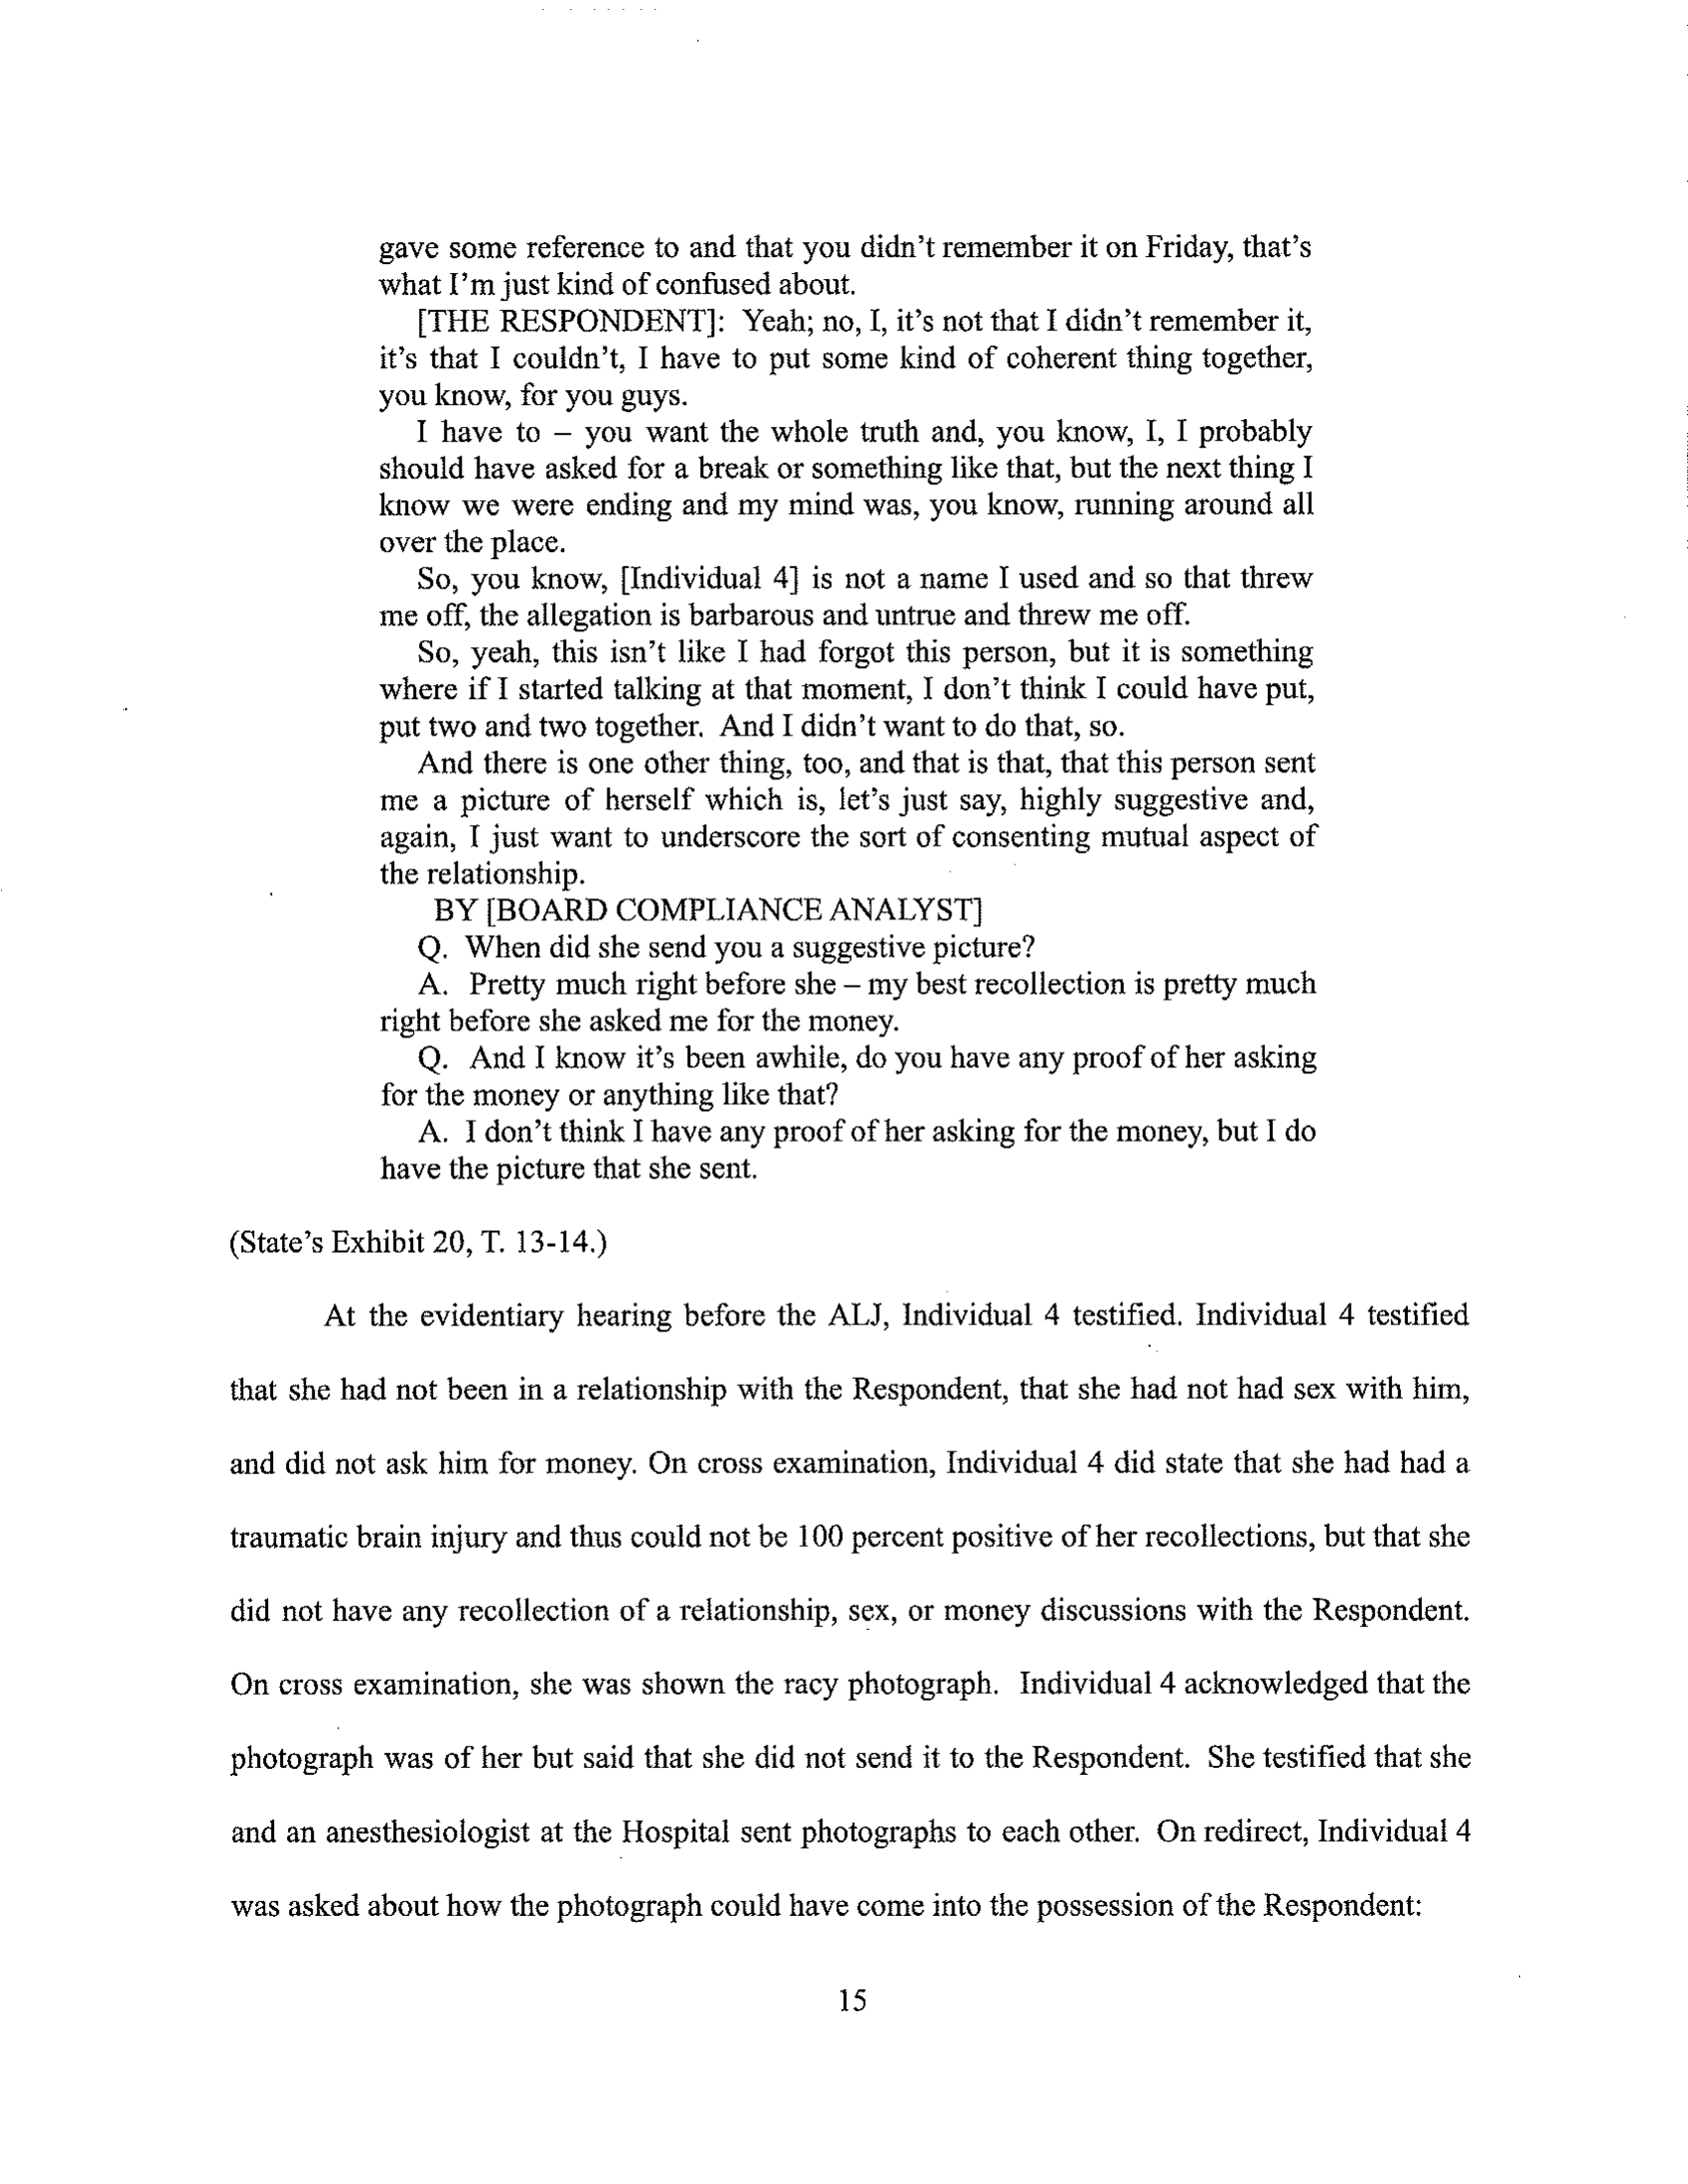 gave some reference to and that you didn't remember it on Friday, that's
what I'm just kind of confused about.
[THE RESPONDENT]: Yeah; no, I, it's not that I didn't remember it,
it's that I couldn't, I have to put some kind of coherent thing together,
you know, for you guys.
I have to – you want the whole truth and, you know, I, I probably
should have asked for a break or something like that, but the next thing I
know we were ending and my mind was, you know, running around all
over the place.
So, you know, [Individual 4] is not a name I used and so that threw
me off, the allegation is barbarous and untrue and threw me off.
So, yeah, this isn't like I had forgot this person, but it is something
where if I started talking at that moment, I don't think I could have put,
put two and two together. And I didn't want to do that, so.
And there is one other thing, too, and that is that, that this person sent
me a picture of herself which is, let's just say, highly suggestive and,
again, I just want to underscore the sort of consenting mutual aspect of
the relationship.
BY [BOARD COMPLIANCE ANALYST]
Q. When did she send you a suggestive picture?
A. Pretty much right before she – my best recollection is pretty much
right before she asked me for the money.
Q. And I know it's been awhile, do you have any proof of her asking
for the money or anything like that?
A. I don't think I have any proof of her asking for the money, but I do
have the picture that she sent.
(State's Exhibit 20, T. 13-14.)
At the evidentiary hearing before the ALJ, Individual 4 testified. Individual 4 testified
that she had not been in a relationship with the Respondent, that she had not had sex with him,
and did not ask him for money. On cross examination, Individual 4 did state that she had had a
traumatic brain injury and thus could not be 100 percent positive of her recollections, but that she
did not have any recollection of a relationship, sex, or money discussions with the Respondent.
On cross examination, she was shown the racy photograph. Individual 4 acknowledged that the
photograph was of her but said that she did not send it to the Respondent. She testified that she
and an anesthesiologist at the Hospital sent photographs to each other. On redirect, Individual 4
was asked about how the photograph could have come into the possession of the Respondent:
15